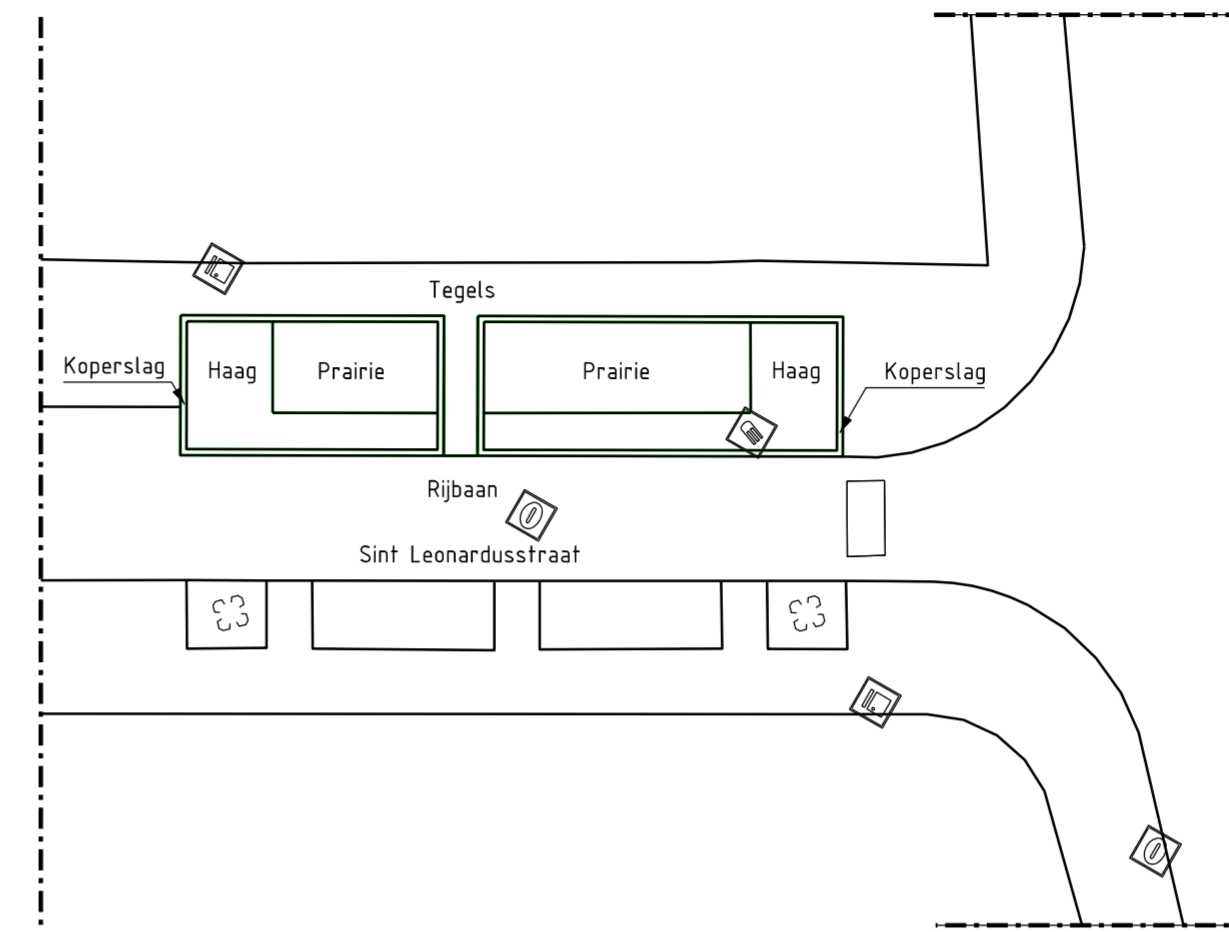 Tegels
Koperslag
Haag
Prairie
Prairie
Haag
Koperslag
Rijbaan
Sint Leonardusstraat